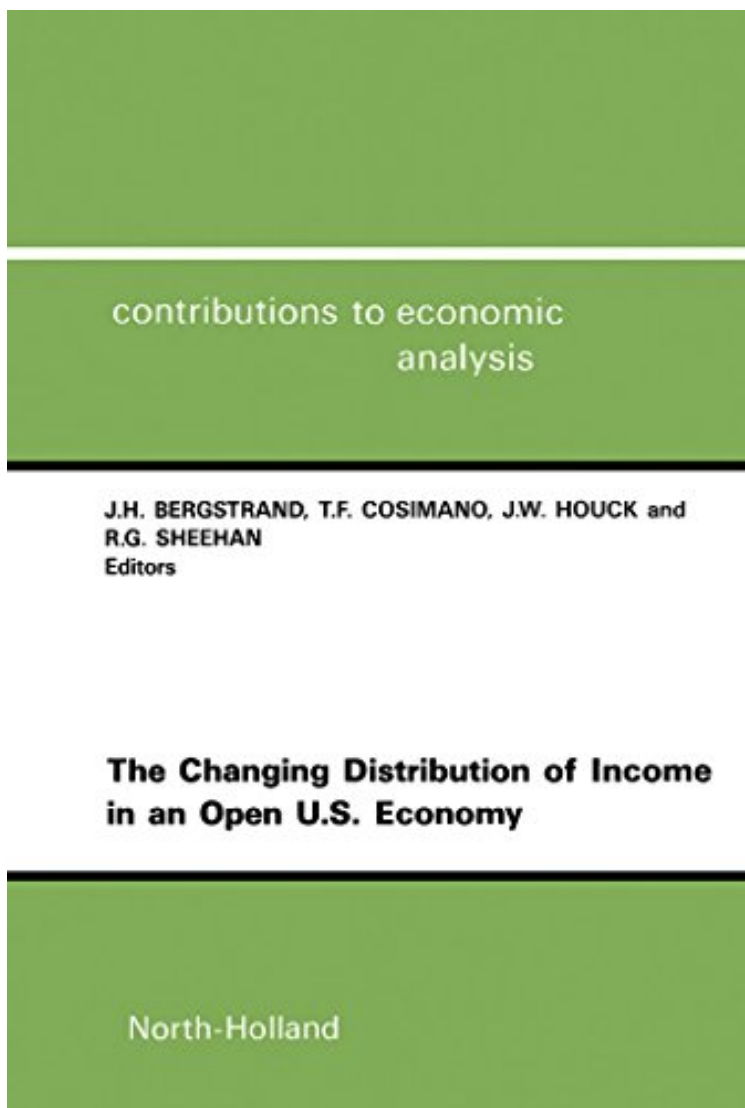 contributions to economic
analysis
J.H. BERGSTRAND, T.F. COSIMANO, J.W. HOUCK and
R.G. SHEEHAN
Editors
The Changing Distribution of Income
in an Open U.S. Economy
North-Holland